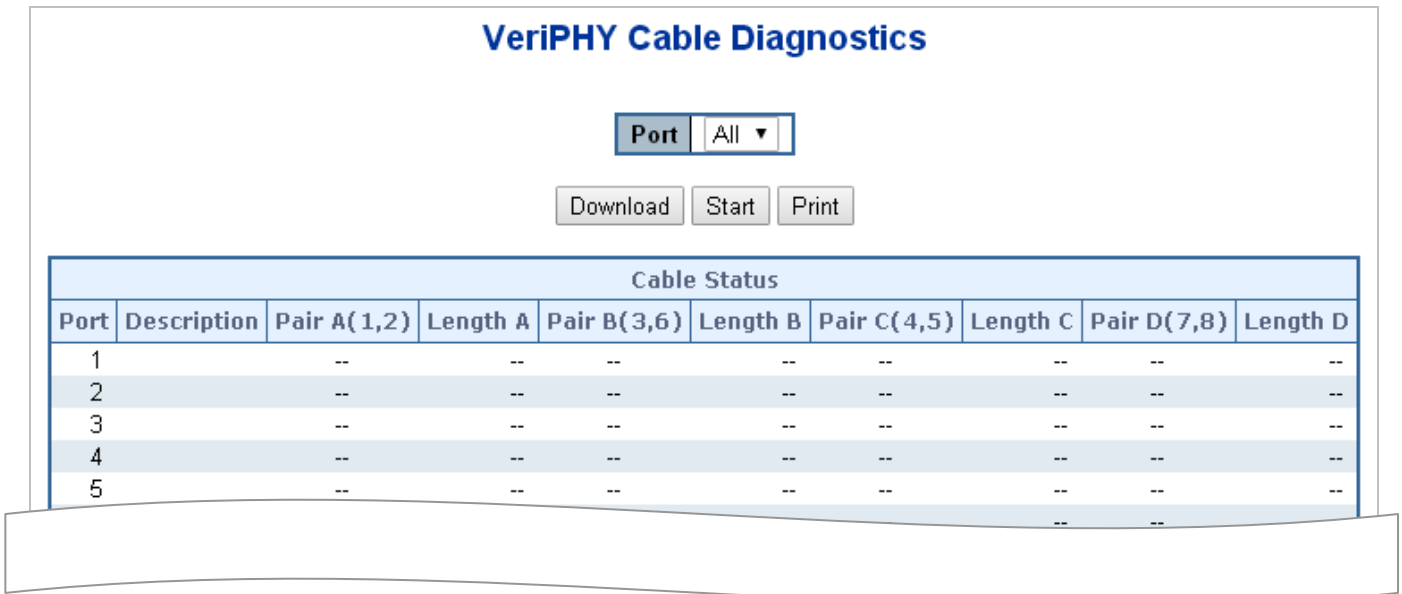 VeriPHY Cable Diagnostics
Port All
Download Start Print
Cable Status
Port Description Pair A(1,2) Length A Pair B(3,6) Length B Pair C(4,5) Length C Pair D(7,8) Length D
1 -- -- -- -- -- -- -- --
2 -- -- -- -- -- -- -- --
3 -- -- -- -- -- -- -- --
4 -- -- -- -- -- -- -- --
5 -- -- -- -- -- -- -- --
-- --